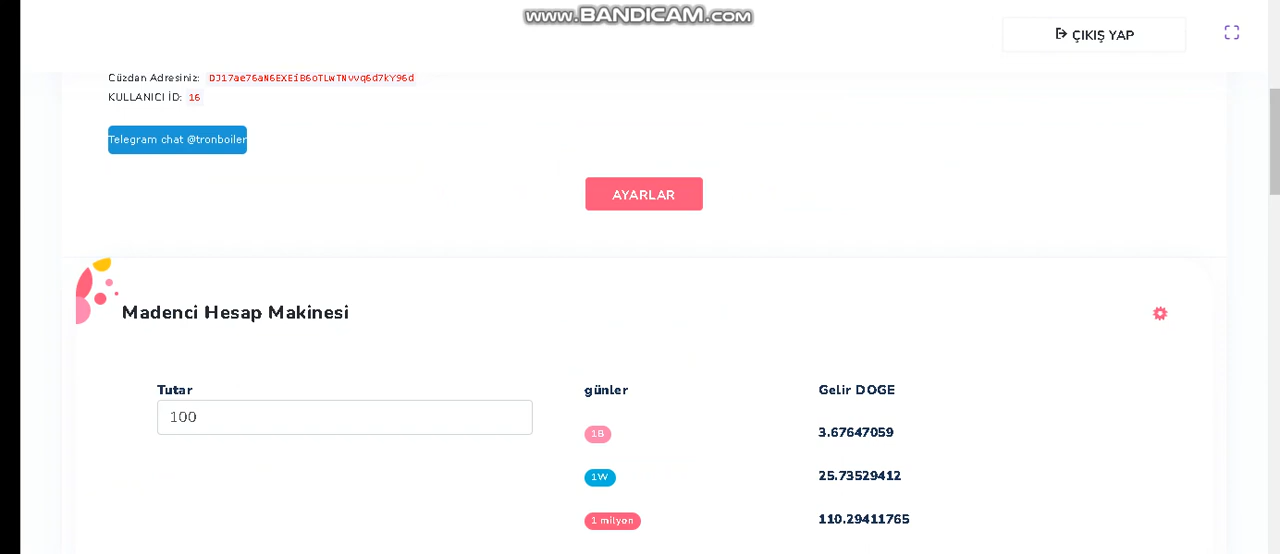 www.BANDICAM.com
ÇIKIŞ YAP
Cüzdan Adresiniz:
KULLANICI İD: 16
Telegram chat @tronboiler
AYARLAR
Madenci Hesap Makinesi
Tutar günler Gelir DOGE
100
1B 3.67647059
1W 25.73529412
1 milyon 110.29411765